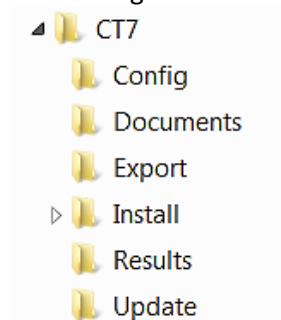 CT7
Config
Documents
Export
Install
Results
Update